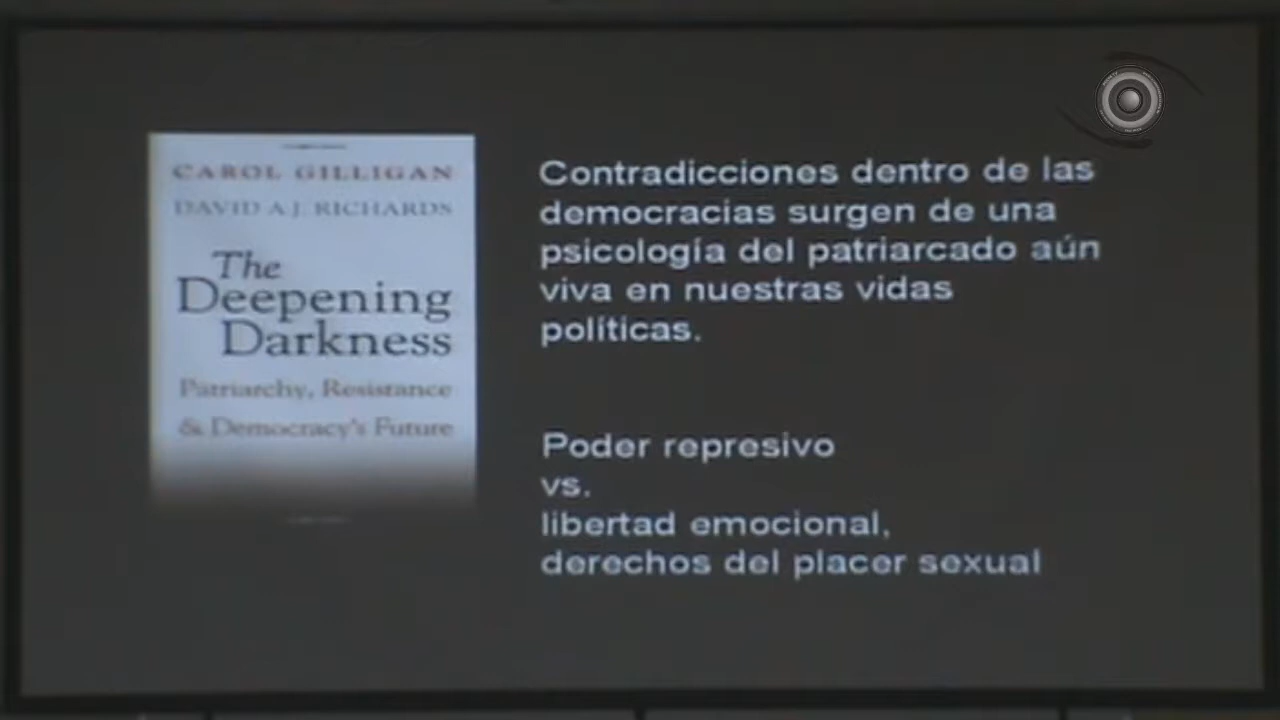 CAROL GILLIGAN
DAVID A.J. RICHARDS
The
Deepening
Darkness
Patriarchy, Resistance
& Democracy's Future
Contradicciones dentro de las
democracias surgen de una
psicología del patriarcado aún
viva en nuestras vidas
políticas.
Poder represivo
vs.
libertad emocional,
derechos del placer sexual